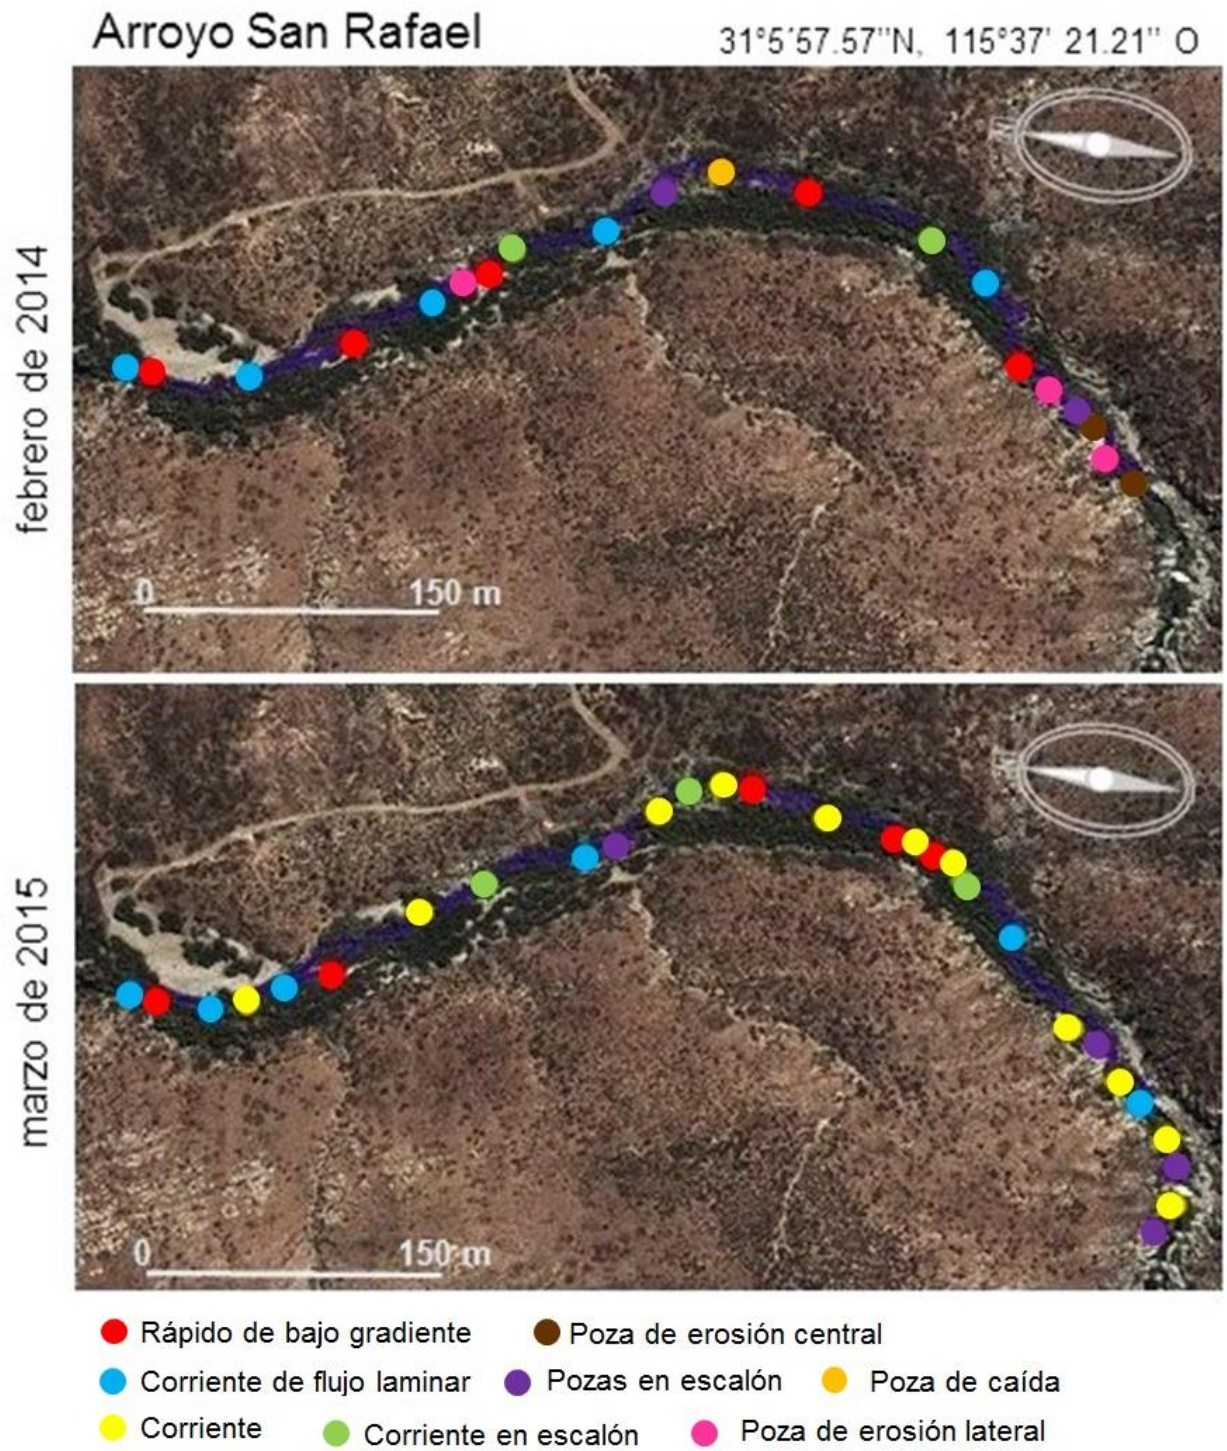 Arroyo San Rafael
31°5′57.57’’N, 115°37’ 21.21’’ O
febrero de 2014
0 150 m
marzo de 2015
0 150 m
Rápido de bajo gradiente
Poza de erosión central
Corriente de flujo laminar
Pozas en escalón
Poza de caída
Corriente
Corriente en escalón
Poza de erosión lateral